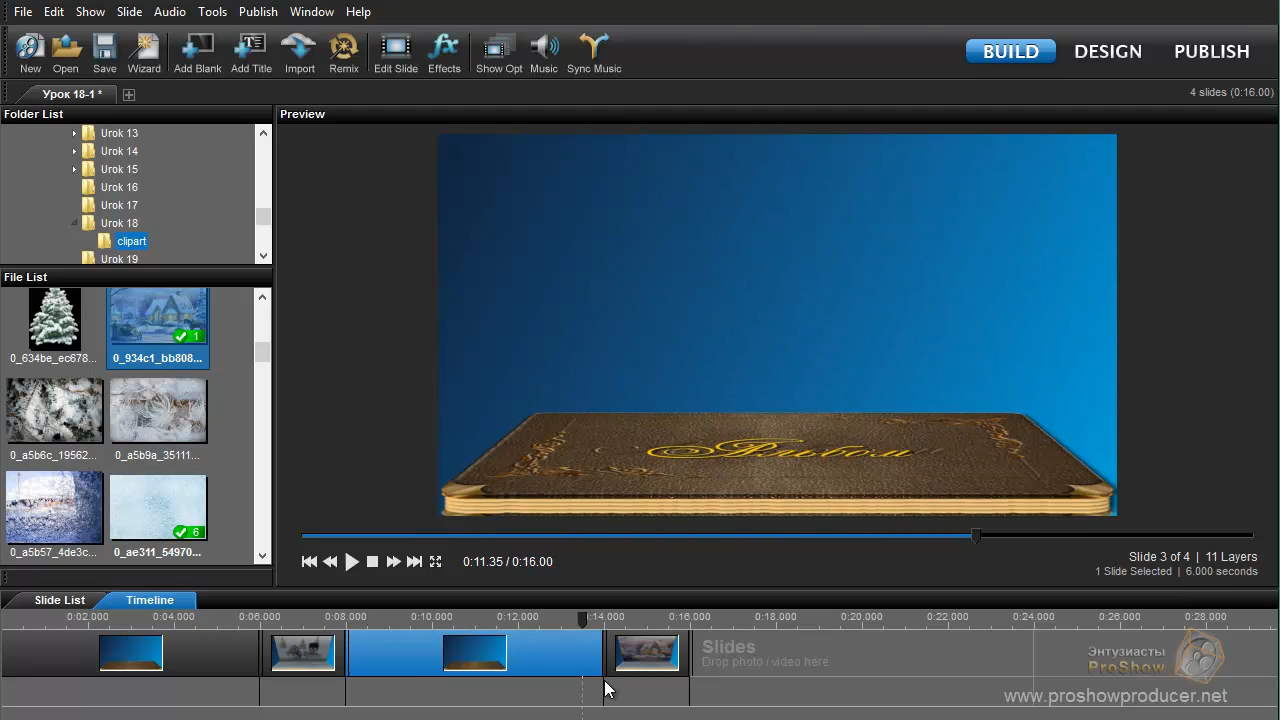 File Edit Show Slide Audio Tools Publish Window Help
New Open Save Wizard Add Blank Add Title Import Remix Edit Slide Effects Show Opt Music Sync Music
BUILD DESIGN PUBLISH
Урок 18-1 *
4 slides (0:16.00)
Folder List
Preview
Urok 13
Urok 14
Urok 15
Urok 16
Urok 17
Urok 18
clipart
Urok 19
File List
1
0_634be_ec678... 0_934c1_bb808...
0_a5b6c_19562... 0_a5b9a_35111...
6
0_a5b57_4de3c... 0_ae311_54970...
Альбом
0:11.35 / 0:16.00
Slide 3 of 4 | 11 Layers
1 Slide Selected | 6.000 seconds
Slide List Timeline
0:02.000 0:04.000 0:06.000 0:08.000 0:10.000 0:12.000 0:14.000 0:16.000 0:18.000 0:20.000 0:22.000 0:24.000 0:26.000 0:28.000
Slides
Drop photo / video here
Энтузиасты
ProShow
www.proshowproducer.net